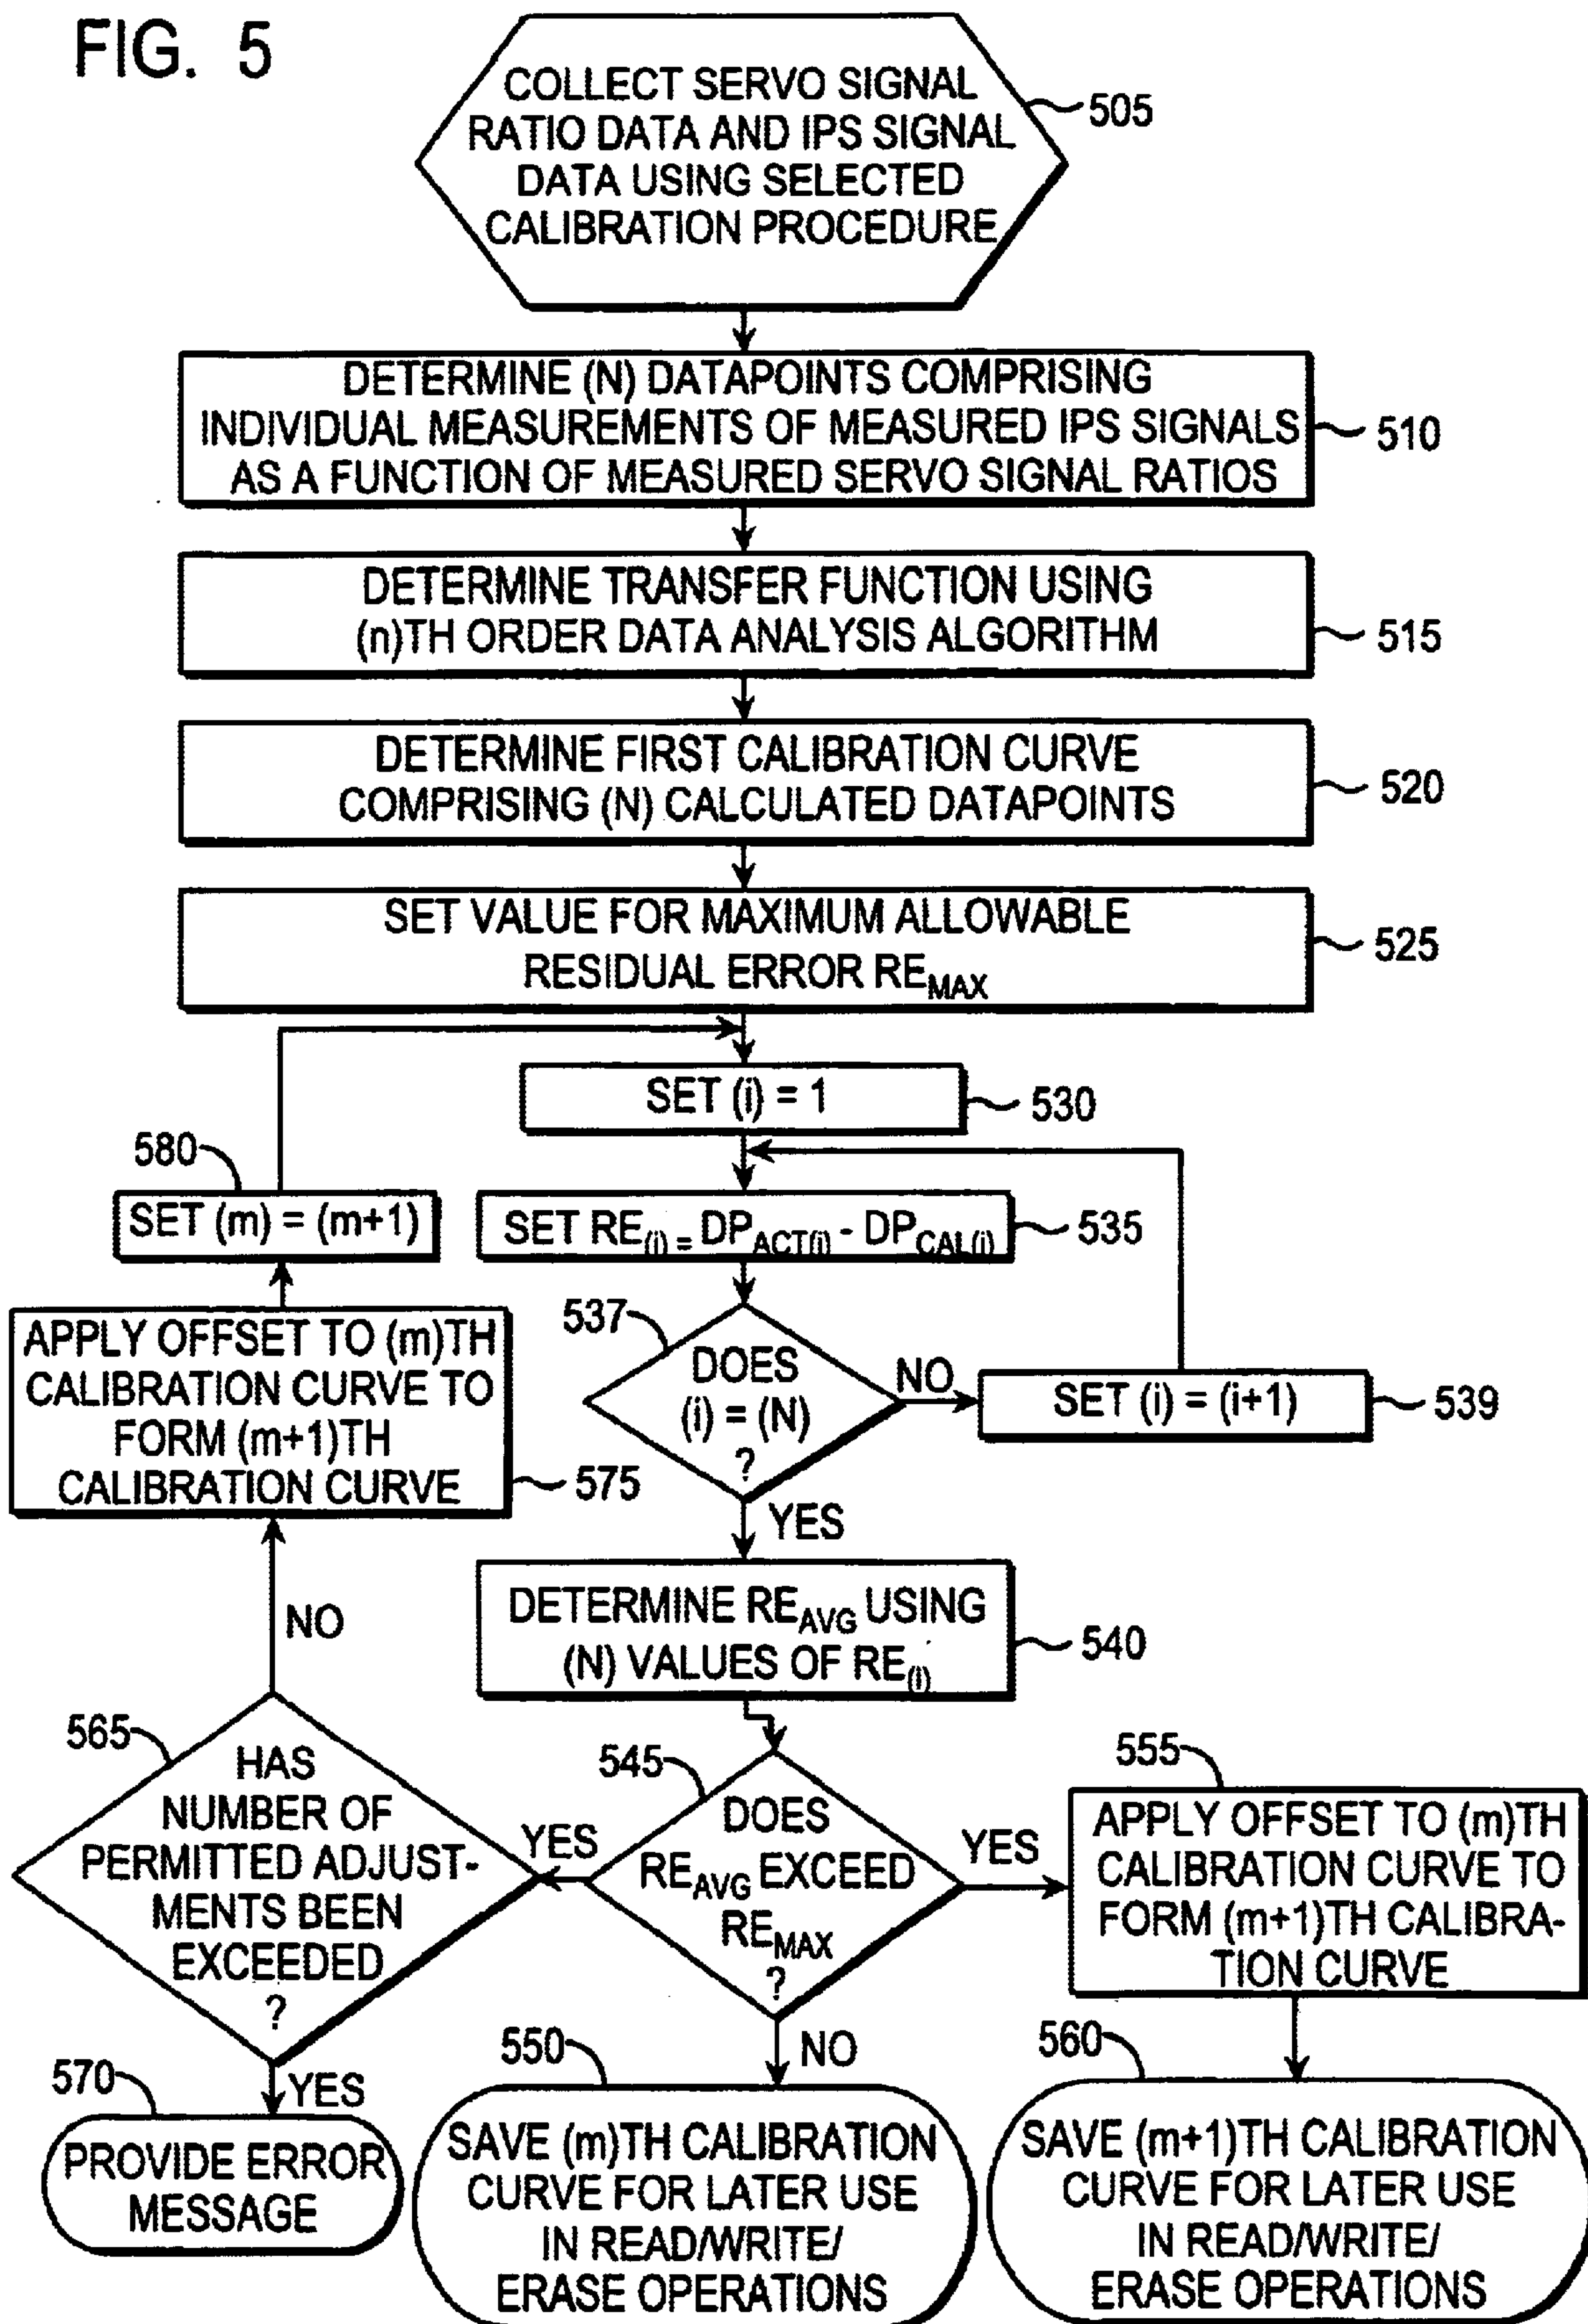 FIG. 5
COLLECT SERVO SIGNAL
RATIO DATA AND IPS SIGNAL
DATA USING SELECTED
CALIBRATION PROCEDURE
505
DETERMINE (N) DATAPOINTS COMPRISING
INDIVIDUAL MEASUREMENTS OF MEASURED IPS SIGNALS
AS A FUNCTION OF MEASURED SERVO SIGNAL RATIOS
510
DETERMINE TRANSFER FUNCTION USING
(n)TH ORDER DATA ANALYSIS ALGORITHM
515
DETERMINE FIRST CALIBRATION CURVE
COMPRISING (N) CALCULATED DATAPOINTS
520
SET VALUE FOR MAXIMUM ALLOWABLE
RESIDUAL ERROR RE_MAX
525
SET (i) = 1
530
580
SET (m) = (m+1)
SET RE_(i) = DP_ACT(i) - DP_CAL(i)
535
537
DOES
(i) = (N)
?
NO
SET (i) = (i+1)
539
APPLY OFFSET TO (m)TH
CALIBRATION CURVE TO
FORM (m+1)TH
CALIBRATION CURVE
575
YES
DETERMINE RE_AVG USING
(N) VALUES OF RE_(i)
540
NO
565
HAS
NUMBER OF
PERMITTED ADJUST-
MENTS BEEN
EXCEEDED
?
YES
545
DOES
RE_AVG EXCEED
RE_MAX
?
YES
555
APPLY OFFSET TO (m)TH
CALIBRATION CURVE TO
FORM (m+1)TH CALIBRA-
TION CURVE
YES
570
PROVIDE ERROR
MESSAGE
NO
550
SAVE (m)TH CALIBRATION
CURVE FOR LATER USE
IN READ/WRITE/
ERASE OPERATIONS
560
SAVE (m+1)TH CALIBRATION
CURVE FOR LATER USE
IN READ/WRITE/
ERASE OPERATIONS